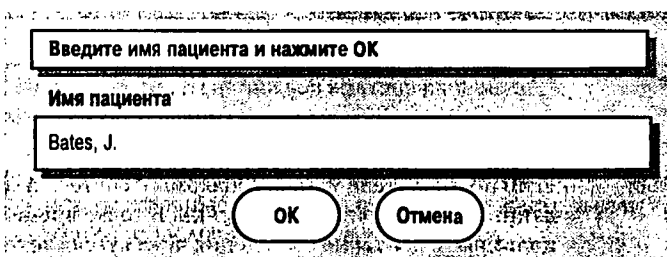 Введите имя пациента и нажмите ОК
Имя пациента
Bates, J.
ОК Отмена